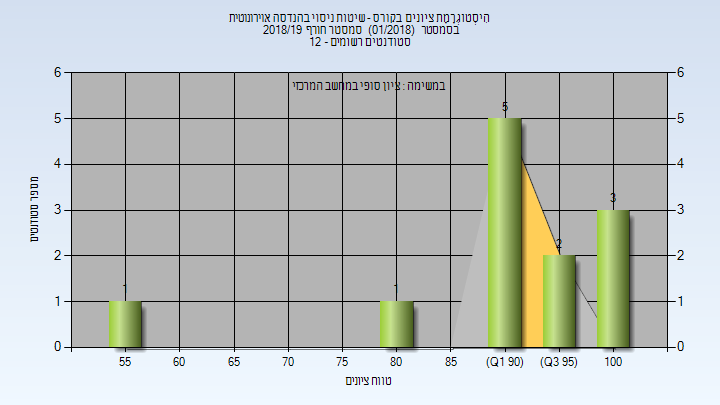 היסטוגרמת ציונים בקורס - שיטות ניסוי בהנדסה אוירונוטית
בסמסטר (01/2018) סמסטר חורף 2018/19
סטודנטים רשומים - 12
במשימה : ציון סופי במחשב המרכזי
6 6
5 5
4 4
3 3
2 2
1 1
0 0
1 1 5 2 3
מספר סטודנטים
55 60 65 70 75 80 85 (Q1 90) (Q3 95) 100
טווח ציונים